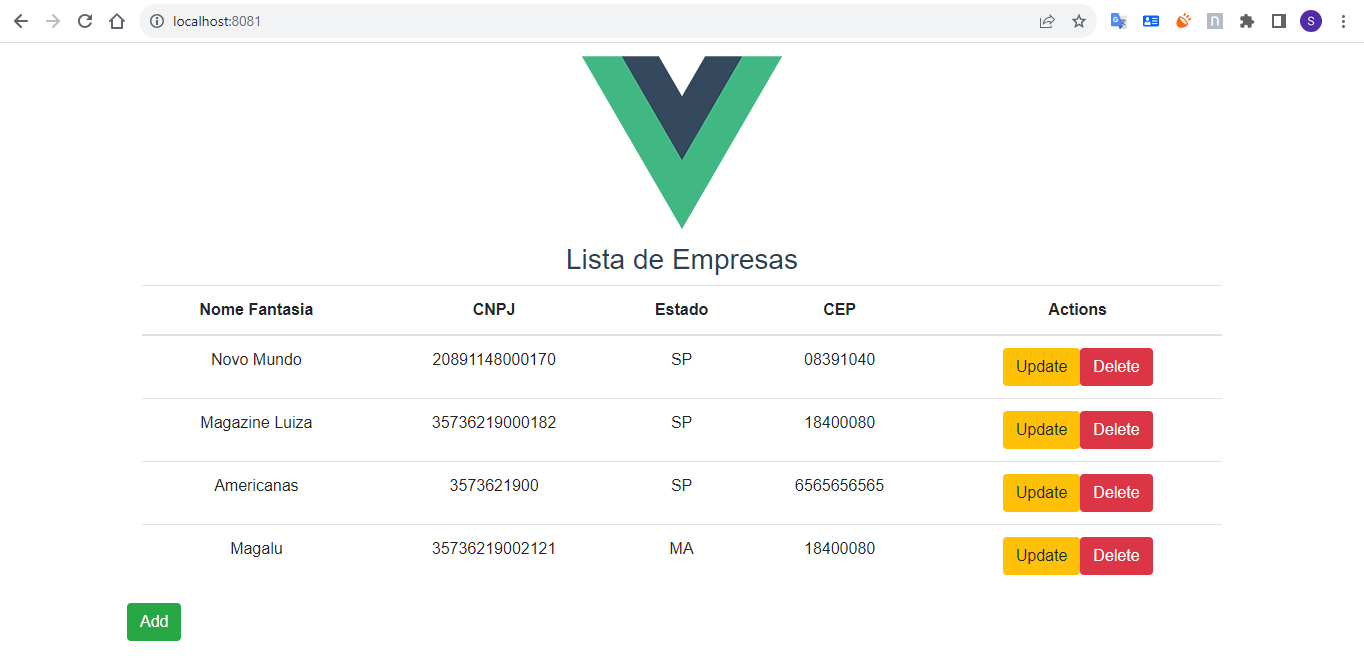 localhost:8081
S
Lista de Empresas
Nome Fantasia CNPJ Estado CEP Actions
Novo Mundo 20891148000170 SP 08391040 Update Delete
Magazine Luiza 35736219000182 SP 18400080 Update Delete
Americanas 3573621900 SP 6565656565 Update Delete
Magalu 35736219002121 MA 18400080 Update Delete
Add